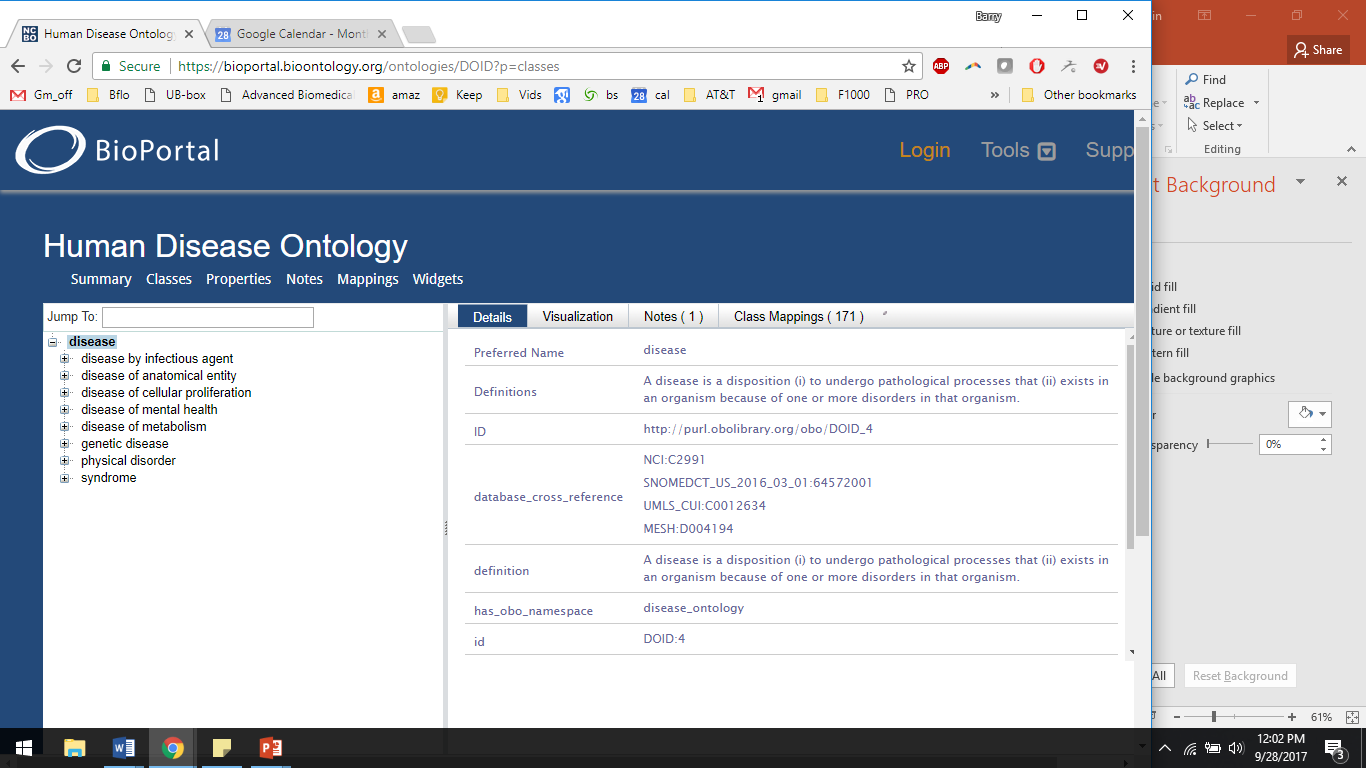 Barry
in
NC
BO
Human Disease Ontolog
28
Google Calendar - Mont
Share
Secure
https://bioportal.bioontology.org/ontologies/DOID?p=classes
ABP
Find
Replace
Select
Editing
Gm_off
Bflo
UB-box
Advanced Biomedical
a
amaz
Keep
Vids
bs
28
cal
AT&T
1
gmail
F1000
PRO
»
Other bookmarks
BioPortal
Login
Tools
Supp
t Background
Human Disease Ontology
Summary
Classes
Properties
Notes
Mappings
Widgets
id fill
dient fill
ture or texture fill
tern fill
le background graphics
r
sparency
0%
Jump To:
Details
Visualization
Notes ( 1 )
Class Mappings ( 171 )
disease
disease by infectious agent
disease of anatomical entity
disease of cellular proliferation
disease of mental health
disease of metabolism
genetic disease
physical disorder
syndrome
Preferred Name
disease
Definitions
A disease is a disposition (i) to undergo pathological processes that (ii) exists in
an organism because of one or more disorders in that organism.
ID
http://purl.obolibrary.org/obo/DOID_4
database_cross_reference
NCI:C2991
SNOMEDCT_US_2016_03_01:64572001
UMLS_CUI:C0012634
MESH:D004194
definition
A disease is a disposition (i) to undergo pathological processes that (ii) exists in
an organism because of one or more disorders in that organism.
has_obo_namespace
disease_ontology
id
DOID:4
All
Reset Background
61%
12:02 PM
9/28/2017
3